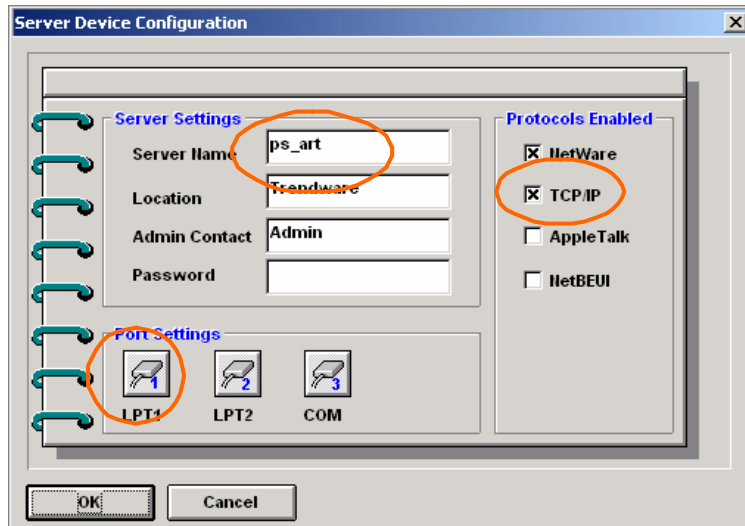 Server Device Configuration
Server Settings
Server Name ps_art
Location Trendware
Admin Contact Admin
Password
Protocols Enabled
NetWare
TCP/IP
AppleTalk
NetBEUI
Port Settings
1 2 3
LPT1 LPT2 COM
OK Cancel